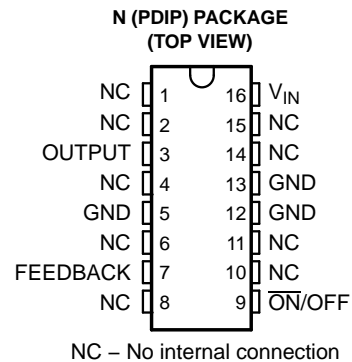 N (PDIP) PACKAGE
(TOP VIEW)
NC 1 16 V_IN
NC 2 15 NC
OUTPUT 3 14 NC
NC 4 13 GND
GND 5 12 GND
NC 6 11 NC
FEEDBACK 7 10 NC
NC 8 9 O̅N̅/OFF
NC – No internal connection